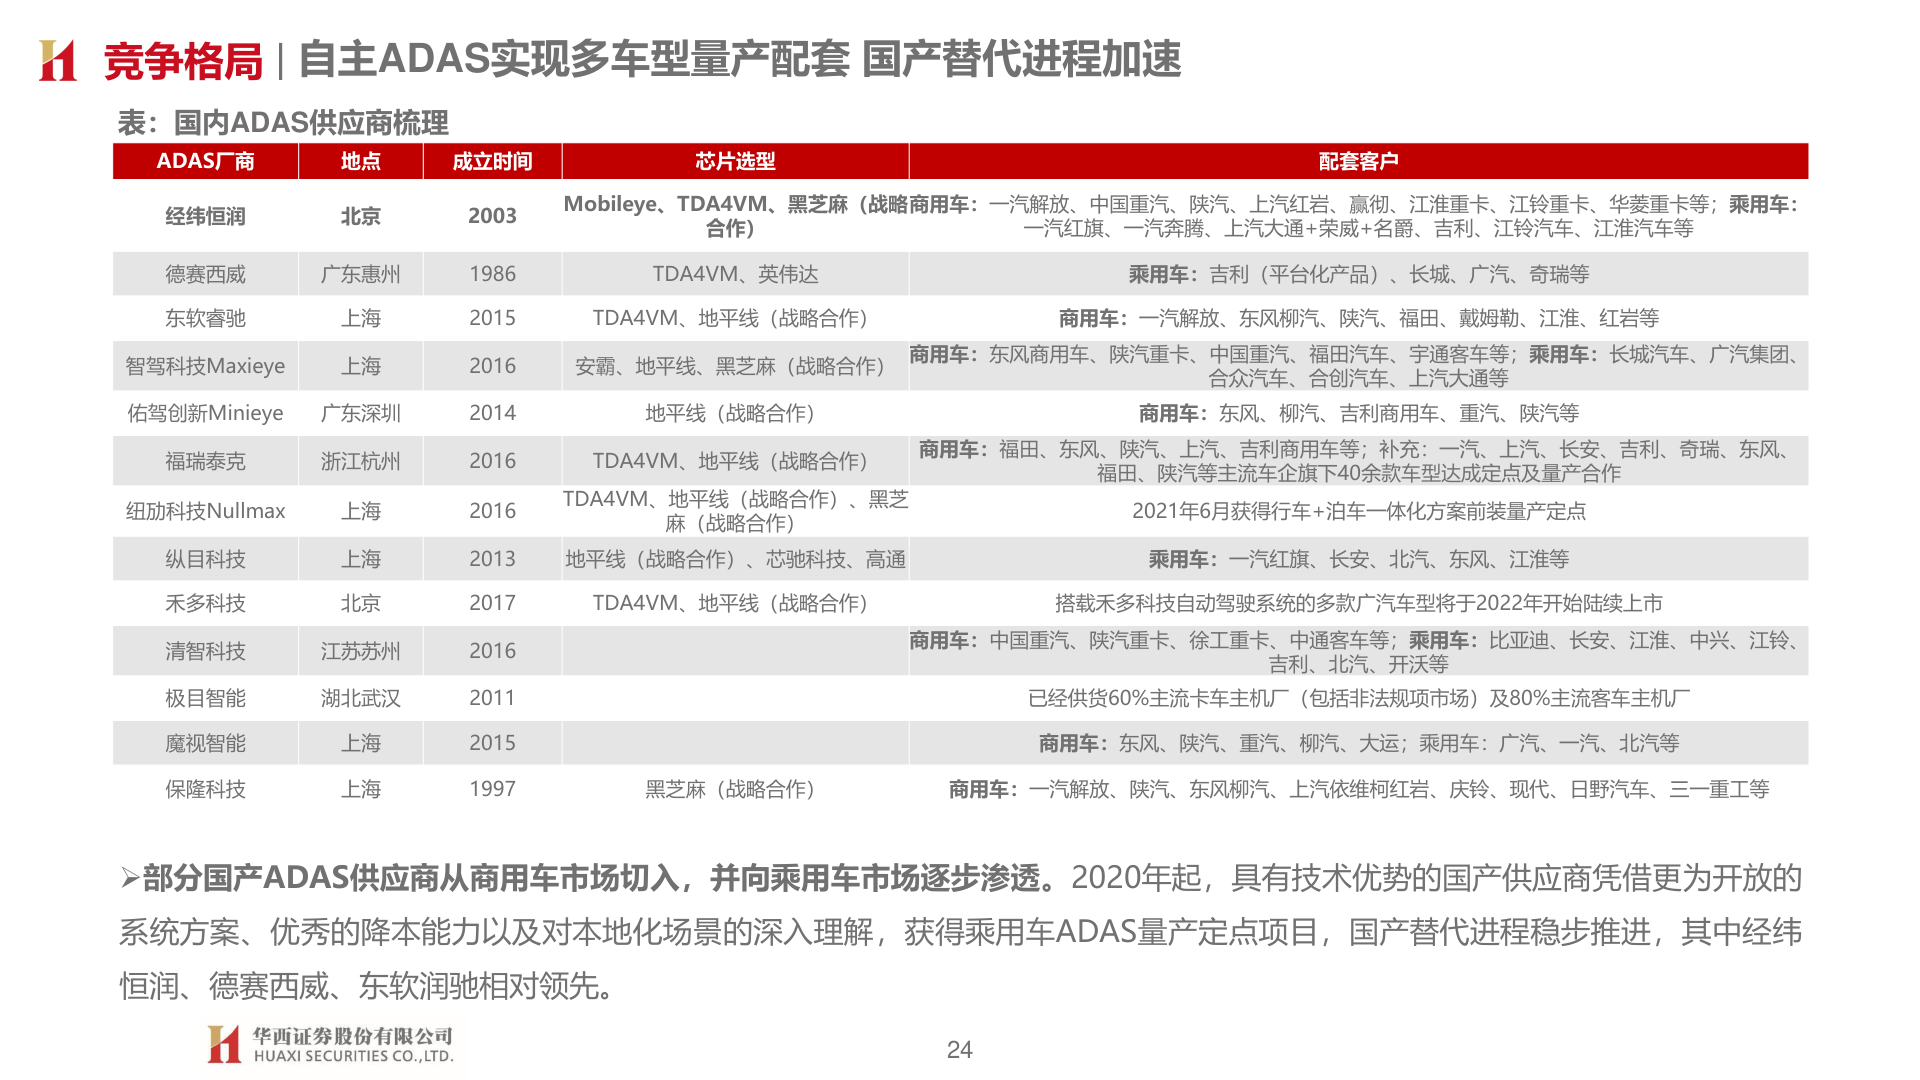 竞争格局 | 自主ADAS实现多车型量产配套 国产替代进程加速
表：国内ADAS供应商梳理
ADAS厂商 地点 成立时间 芯片选型 配套客户
经纬恒润 北京 2003 Mobileye、TDA4VM、黑芝麻（战略合作） 商用车：一汽解放、中国重汽、陕汽、上汽红岩、赢彻、江淮重卡、江铃重卡、华菱重卡等；乘用车：
一汽红旗、一汽奔腾、上汽大通+荣威+名爵、吉利、江铃汽车、江淮汽车等
德赛西威 广东惠州 1986 TDA4VM、英伟达 乘用车：吉利（平台化产品）、长城、广汽、奇瑞等
东软睿驰 上海 2015 TDA4VM、地平线（战略合作） 商用车：一汽解放、东风柳汽、陕汽、福田、戴姆勒、江淮、红岩等
智驾科技Maxieye 上海 2016 安霸、地平线、黑芝麻（战略合作） 商用车：东风商用车、陕汽重卡、中国重汽、福田汽车、宇通客车等；乘用车：长城汽车、广汽集团、
合众汽车、合创汽车、上汽大通等
佑驾创新Minieye 广东深圳 2014 地平线（战略合作） 商用车：东风、柳汽、吉利商用车、重汽、陕汽等
福瑞泰克 浙江杭州 2016 TDA4VM、地平线（战略合作） 商用车：福田、东风、陕汽、上汽、吉利商用车等；补充：一汽、上汽、长安、吉利、奇瑞、东风、
福田、陕汽等主流车企旗下40余款车型达成定点及量产合作
纽劢科技Nullmax 上海 2016 TDA4VM、地平线（战略合作）、黑芝麻（战略合作） 2021年6月获得行车+泊车一体化方案前装量产定点
纵目科技 上海 2013 地平线（战略合作）、芯驰科技、高通 乘用车：一汽红旗、长安、北汽、东风、江淮等
禾多科技 北京 2017 TDA4VM、地平线（战略合作） 搭载禾多科技自动驾驶系统的多款广汽车型将于2022年开始陆续上市
清智科技 江苏苏州 2016 商用车：中国重汽、陕汽重卡、徐工重卡、中通客车等；乘用车：比亚迪、长安、江淮、中兴、江铃、
吉利、北汽、开沃等
极目智能 湖北武汉 2011 已经供货60%主流卡车主机厂（包括非法规项市场）及80%主流客车主机厂
魔视智能 上海 2015 商用车：东风、陕汽、重汽、柳汽、大运；乘用车：广汽、一汽、北汽等
保隆科技 上海 1997 黑芝麻（战略合作） 商用车：一汽解放、陕汽、东风柳汽、上汽依维柯红岩、庆铃、现代、日野汽车、三一重工等
➢部分国产ADAS供应商从商用车市场切入，并向乘用车市场逐步渗透。2020年起，具有技术优势的国产供应商凭借更为开放的
系统方案、优秀的降本能力以及对本地化场景的深入理解，获得乘用车ADAS量产定点项目，国产替代进程稳步推进，其中经纬
恒润、德赛西威、东软润驰相对领先。
华西证券股份有限公司
HUAXI SECURITIES CO.,LTD.
24